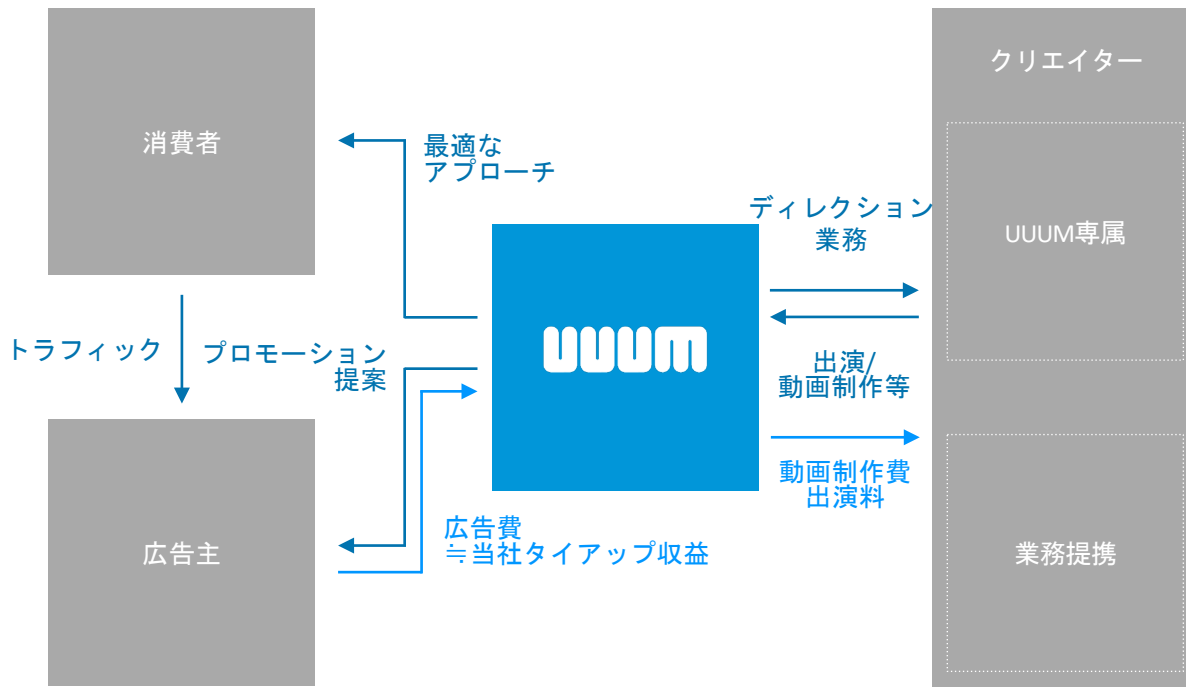 クリエイター
消費者
最適な
アプローチ
ディレクション
業務
UUUM専属
UUUM
トラフィック
プロモーション
提案
出演/
動画制作等
動画制作費
出演料
広告費
≒当社タイアップ収益
広告主
業務提携